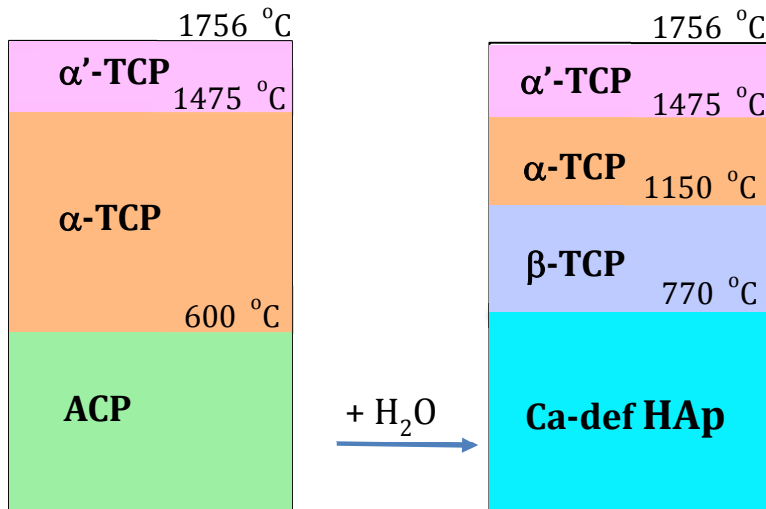 1756 °C
α’-TCP
1475 °C
α-TCP
600 °C
ACP
+ H₂O
1756 °C
α’-TCP
1475 °C
α-TCP
1150 °C
β-TCP
770 °C
Ca-def HAp